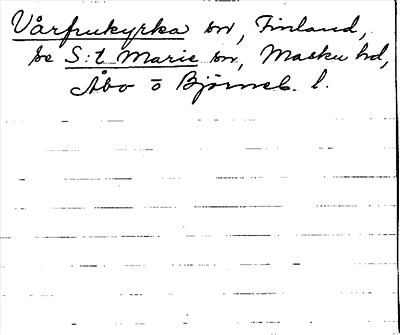 Vårfrukyrka sn, Finland,
se S:t Marie sn, Masku hd,
Åbo o Björneb. l.